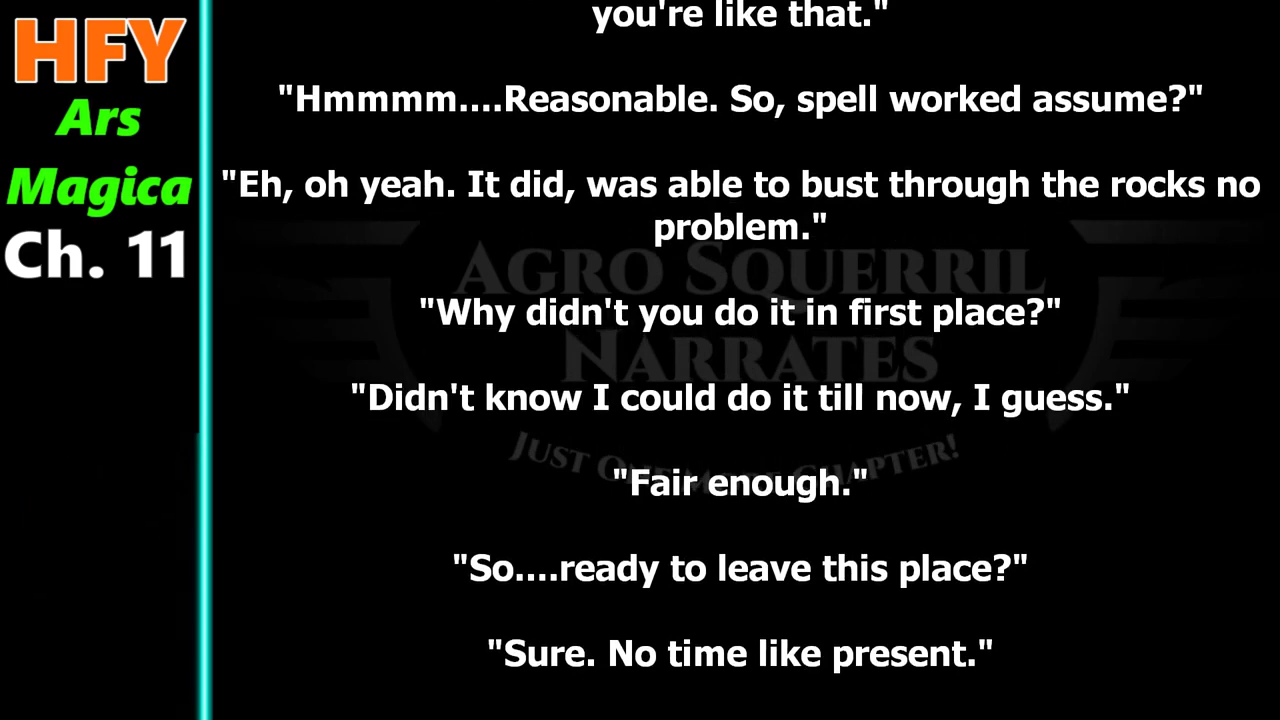 HFY
Ars
Magica
Ch. 11
you're like that."
"Hmmmm....Reasonable. So, spell worked assume?"
"Eh, oh yeah. It did, was able to bust through the rocks no
problem."
"Why didn't you do it in first place?"
"Didn't know I could do it till now, I guess."
"Fair enough."
"So....ready to leave this place?"
"Sure. No time like present."
AGRO SQUERRIL
NARRATES
JUST ONE MORE CHAPTER!